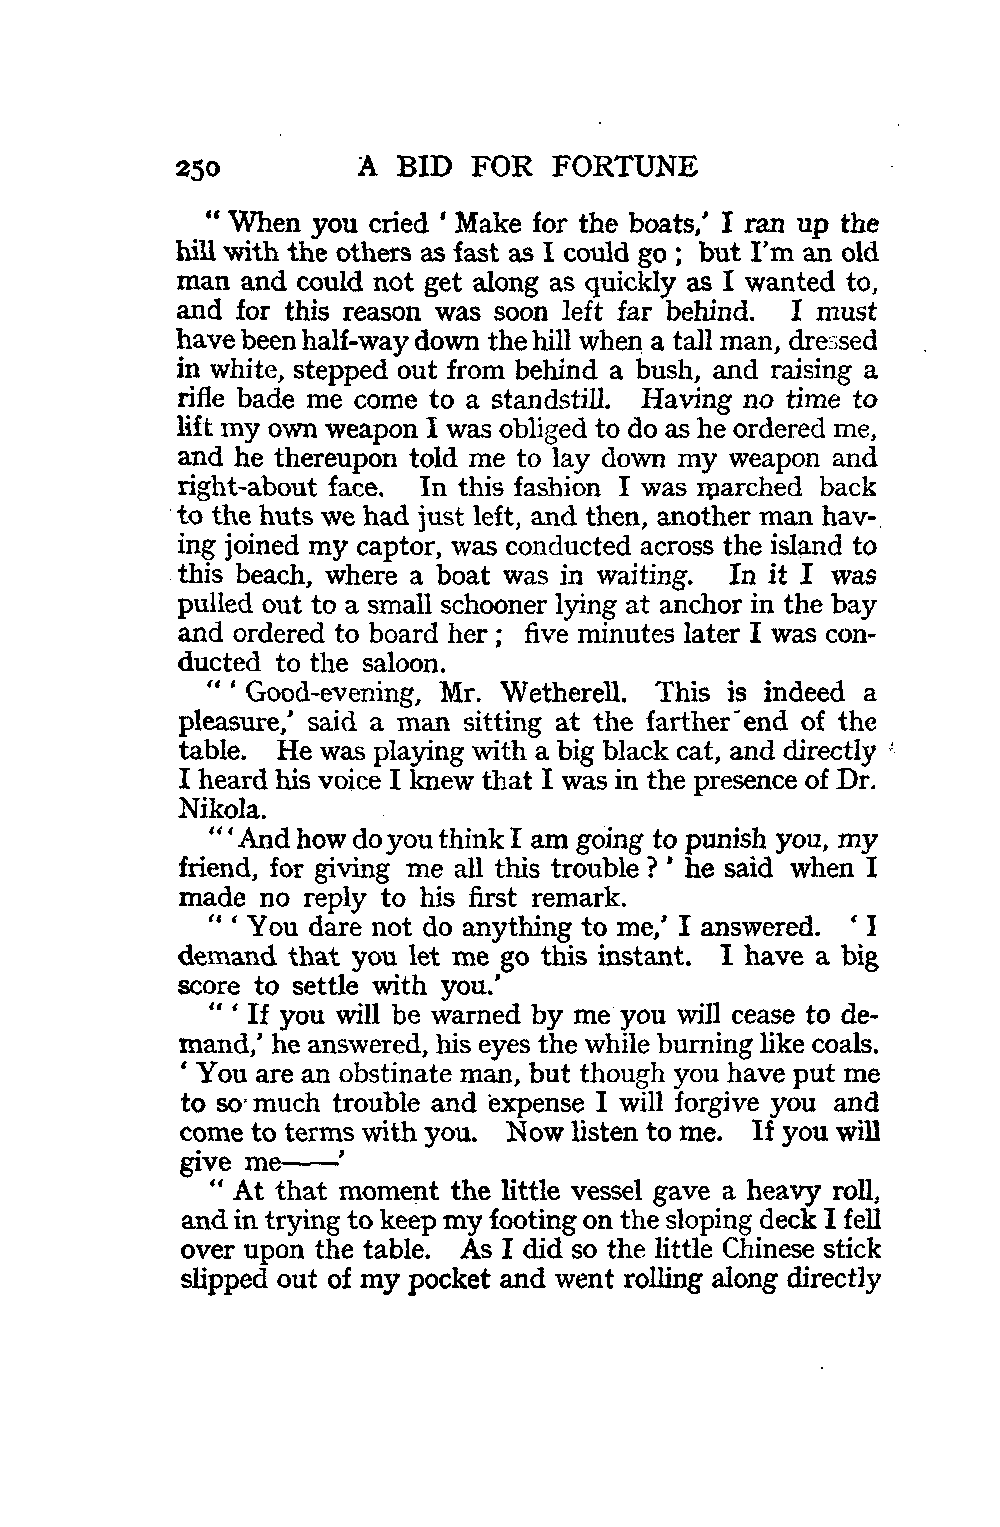 250 A BID FOR FORTUNE
“ When you cried ‘ Make for the boats,’ I ran up the
hill with the others as fast as I could go ; but I’m an old
man and could not get along as quickly as I wanted to,
and for this reason was soon left far behind. I must
have been half-way down the hill when a tall man, dressed
in white, stepped out from behind a bush, and raising a
rifle bade me come to a standstill. Having no time to
lift my own weapon I was obliged to do as he ordered me,
and he thereupon told me to lay down my weapon and
right-about face. In this fashion I was marched back
to the huts we had just left, and then, another man hav-
ing joined my captor, was conducted across the island to
this beach, where a boat was in waiting. In it I was
pulled out to a small schooner lying at anchor in the bay
and ordered to board her ; five minutes later I was con-
ducted to the saloon.
“ ‘ Good-evening, Mr. Wetherell. This is indeed a
pleasure,’ said a man sitting at the farther end of the
table. He was playing with a big black cat, and directly
I heard his voice I knew that I was in the presence of Dr.
Nikola.
“ ‘ And how do you think I am going to punish you, my
friend, for giving me all this trouble ? ’ he said when I
made no reply to his first remark.
“ ‘ You dare not do anything to me,’ I answered. ‘ I
demand that you let me go this instant. I have a big
score to settle with you.’
“ ‘ If you will be warned by me you will cease to de-
mand,’ he answered, his eyes the while burning like coals.
‘ You are an obstinate man, but though you have put me
to so much trouble and expense I will forgive you and
come to terms with you. Now listen to me. If you will
give me——’
“ At that moment the little vessel gave a heavy roll,
and in trying to keep my footing on the sloping deck I fell
over upon the table. As I did so the little Chinese stick
slipped out of my pocket and went rolling along directly